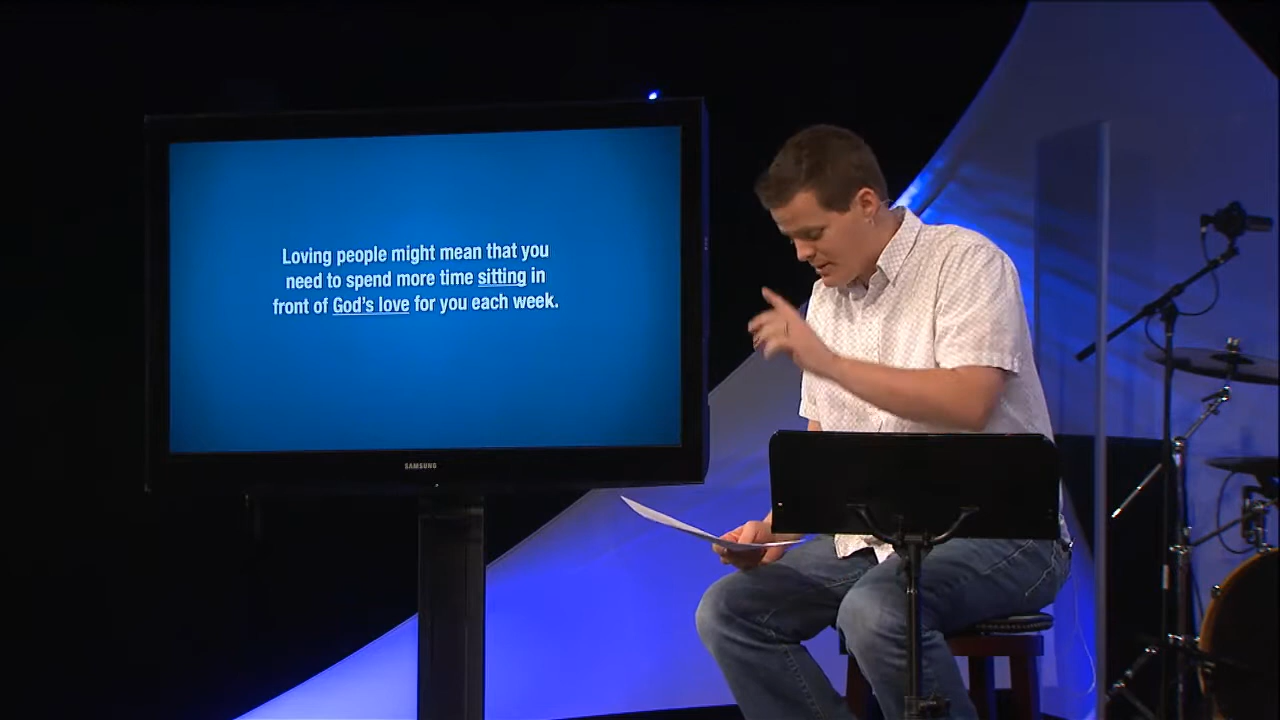 Loving people might mean that you
need to spend more time sitting in
front of God's love for you each week.
SAMSUNG